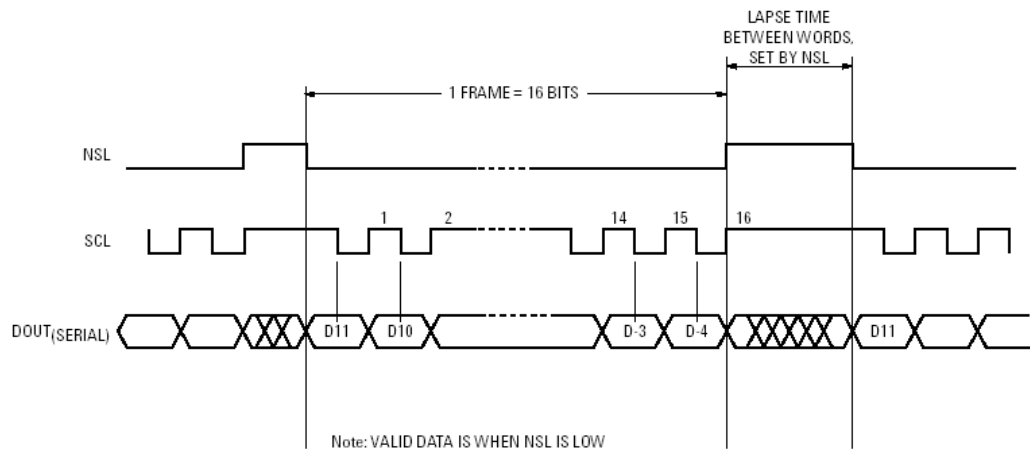 LAPSE TIME
BETWEEN WORDS,
SET BY NSL
1 FRAME = 16 BITS
NSL
1 2 14 15 16
SCL
DOUT(SERIAL) D11 D10 D-3 D-4 D11
Note: VALID DATA IS WHEN NSL IS LOW